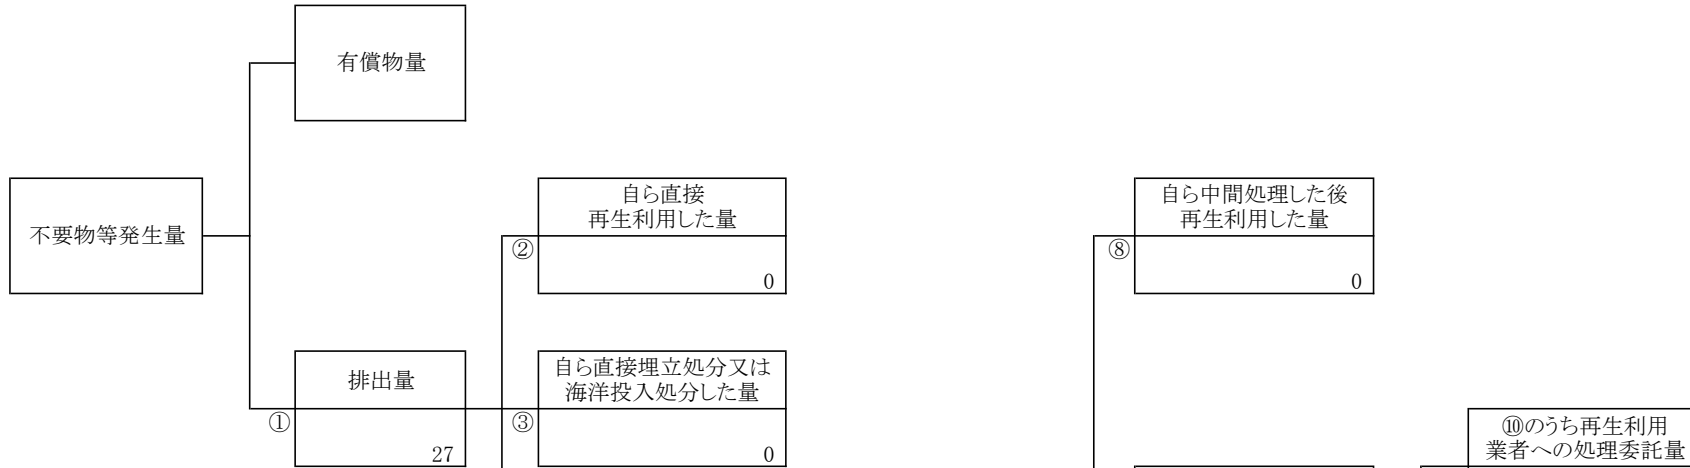 有償物量
不要物等発生量
自ら直接
再生利用した量
②
0
自ら中間処理した後
再生利用した量
⑧
0
排出量
①
27
自ら直接埋立処分又は
海洋投入処分した量
③
0
⑩のうち再生利用
業者への処理委託量